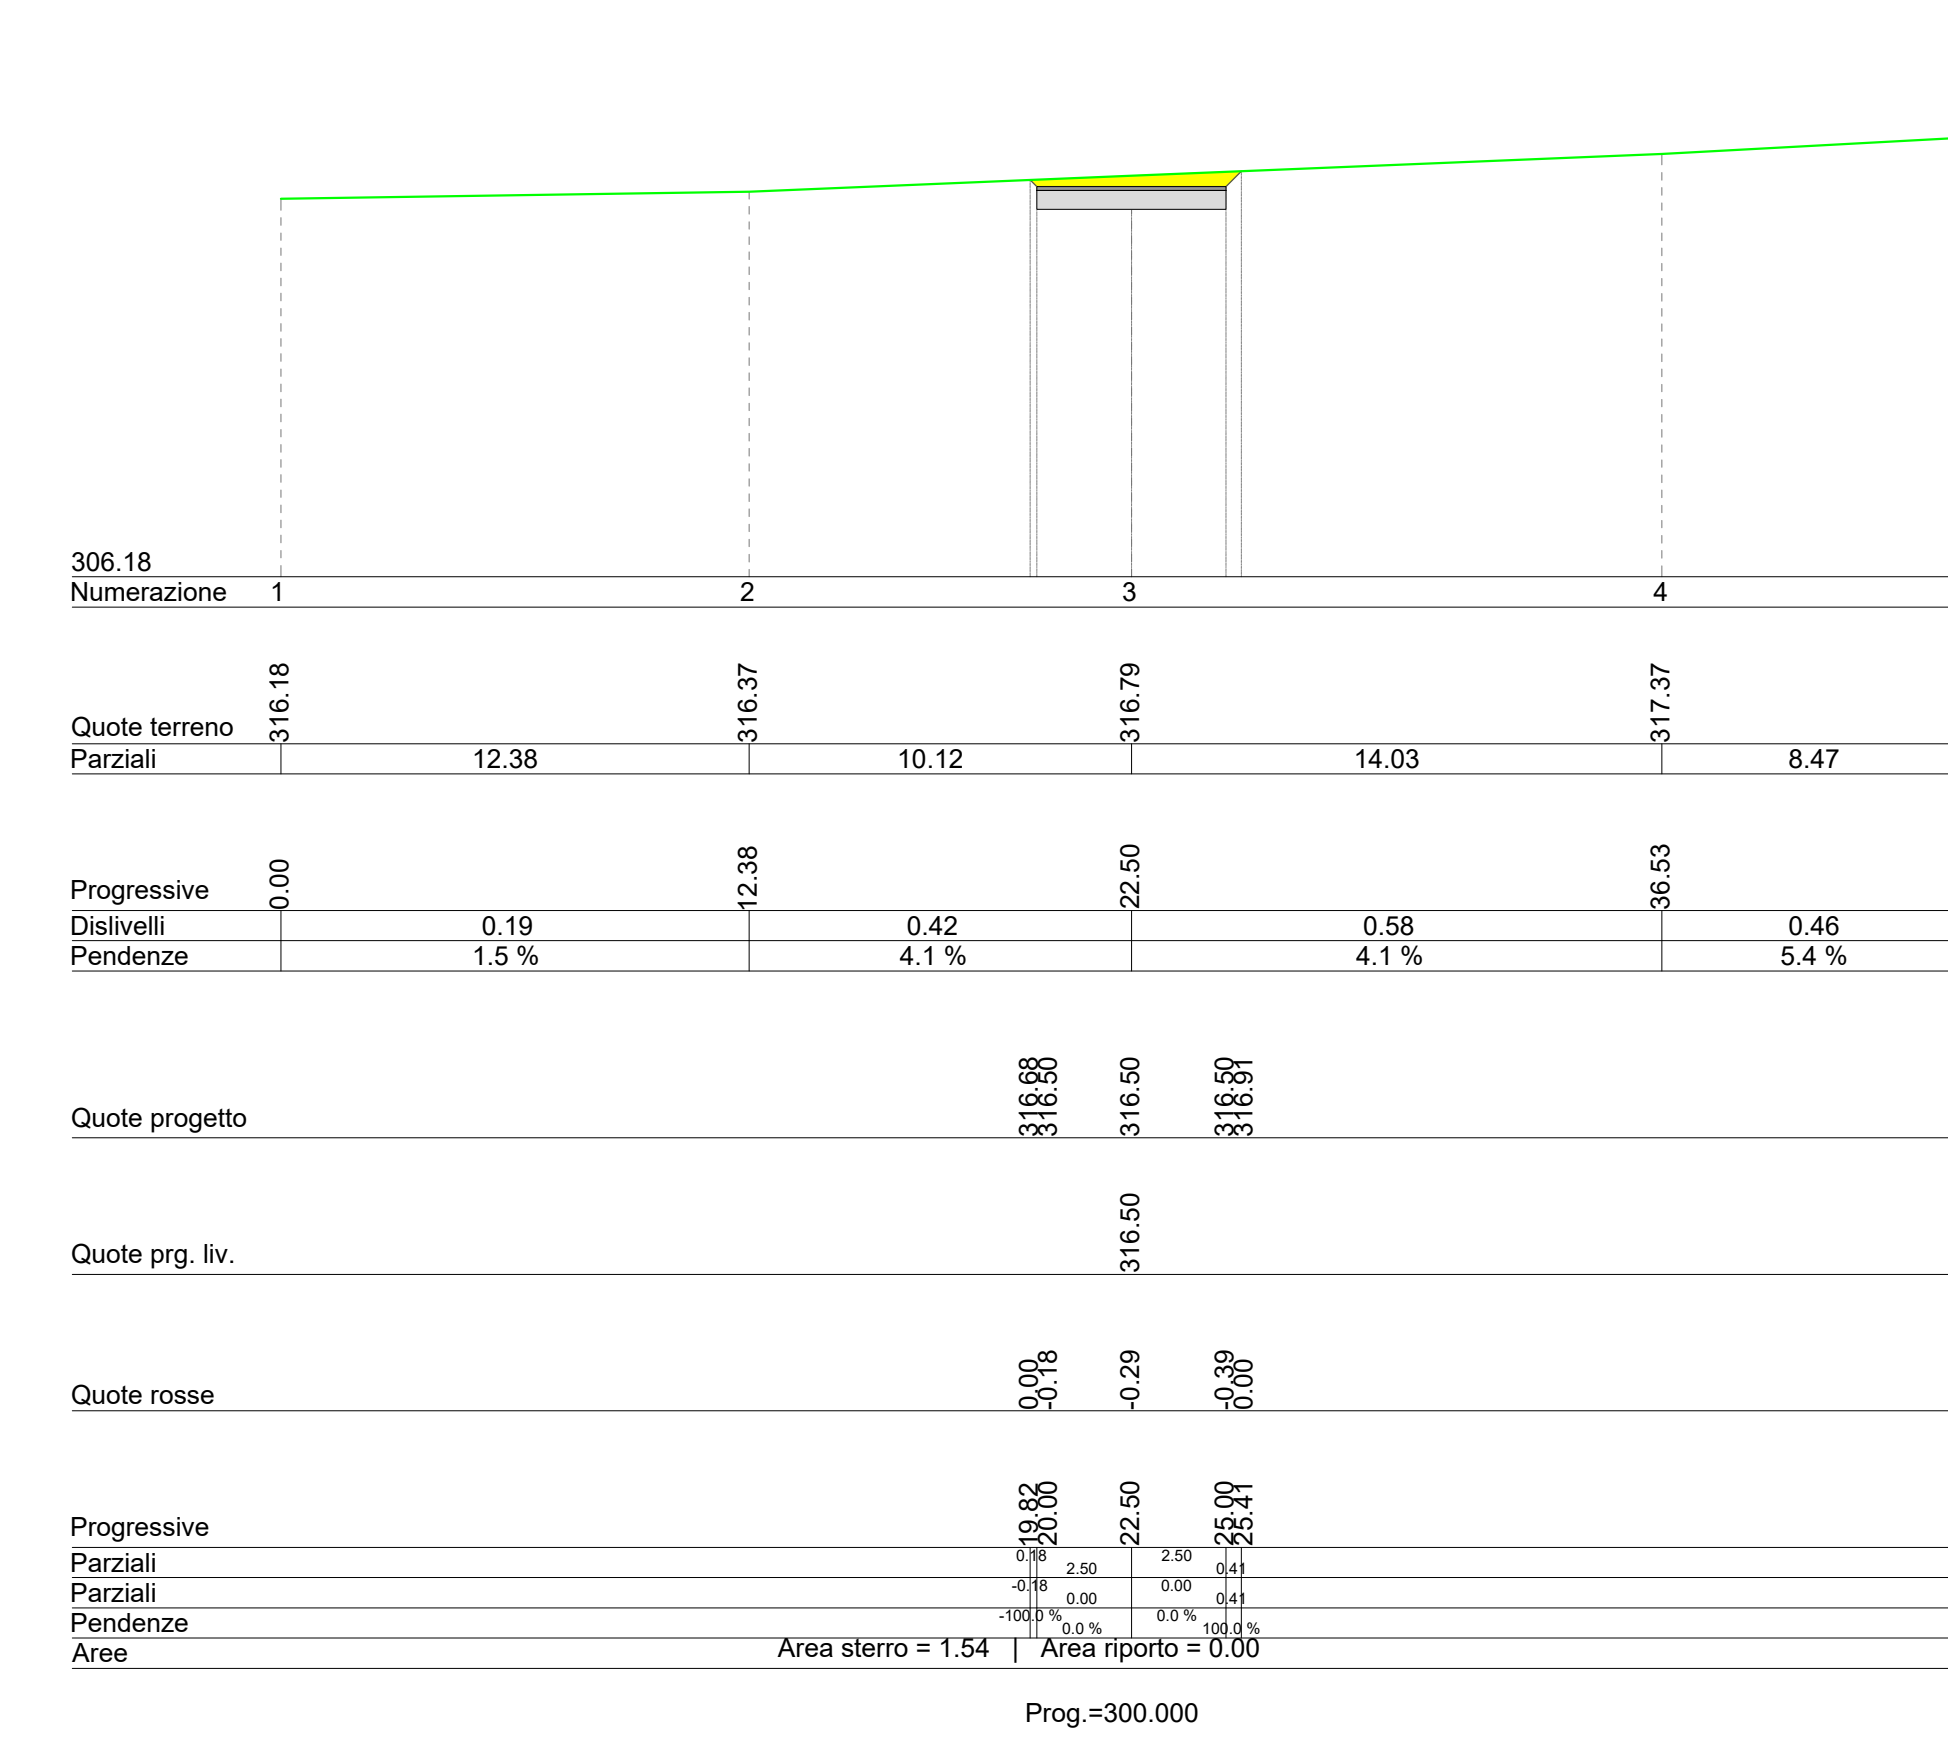 306.18
Numerazione 1 2 3 4
Quote terreno 316.18 316.37 316.79 317.37
Parziali 12.38 10.12 14.03 8.47
Progressive 0.00 12.38 22.50 36.53
Dislivelli 0.19 0.42 0.58 0.46
Pendenze 1.5 % 4.1 % 4.1 % 5.4 %
Quote progetto 316.68 316.50 316.50 316.50 316.91
Quote prg. liv. 316.50
Quote rosse 0.00 -0.18 -0.29 -0.39 0.00
Progressive 19.82 20.00 22.50 25.00 25.41
Parziali 0.18 2.50 2.50 0.41
Parziali -0.18 0.00 0.00 0.41
Pendenze -100.0 % 0.0 % 0.0 % 100.0 %
Aree Area sterro = 1.54 | Area riporto = 0.00
Prog.=300.000